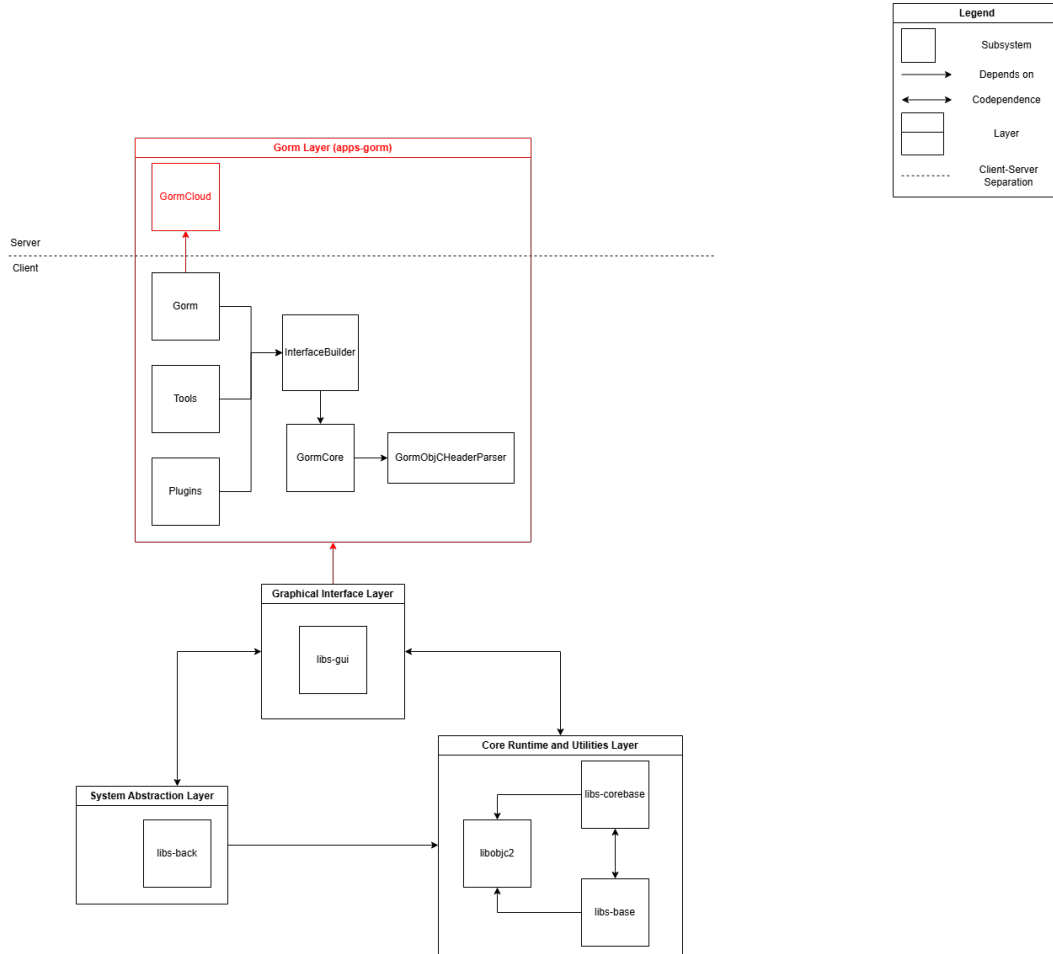 Legend
Subsystem
Depends on
Codependence
Layer
Client-Server
Separation
Gorm Layer (apps-gorm)
GormCloud
Server
Client
Gorm
InterfaceBuilder
Tools
GormCore
GormObjCHeaderParser
Plugins
Graphical Interface Layer
libs-gui
Core Runtime and Utilities Layer
System Abstraction Layer
libs-corebase
libs-back
libobjc2
libs-base